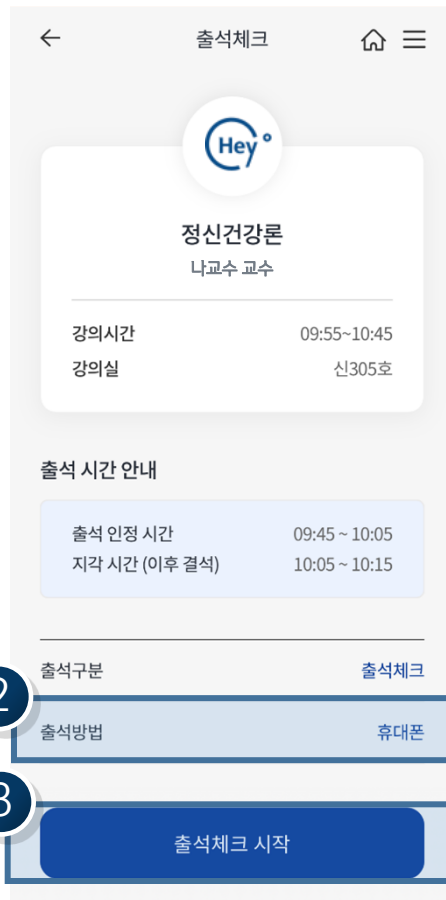 출석체크
Hey
정신건강론
나교수 교수
강의시간 09:55~10:45
강의실 신305호
출석 시간 안내
출석 인정 시간 09:45 ~ 10:05
지각 시간 (이후 결석) 10:05 ~ 10:15
출석구분 출석체크
2
출석방법 휴대폰
3
출석체크 시작